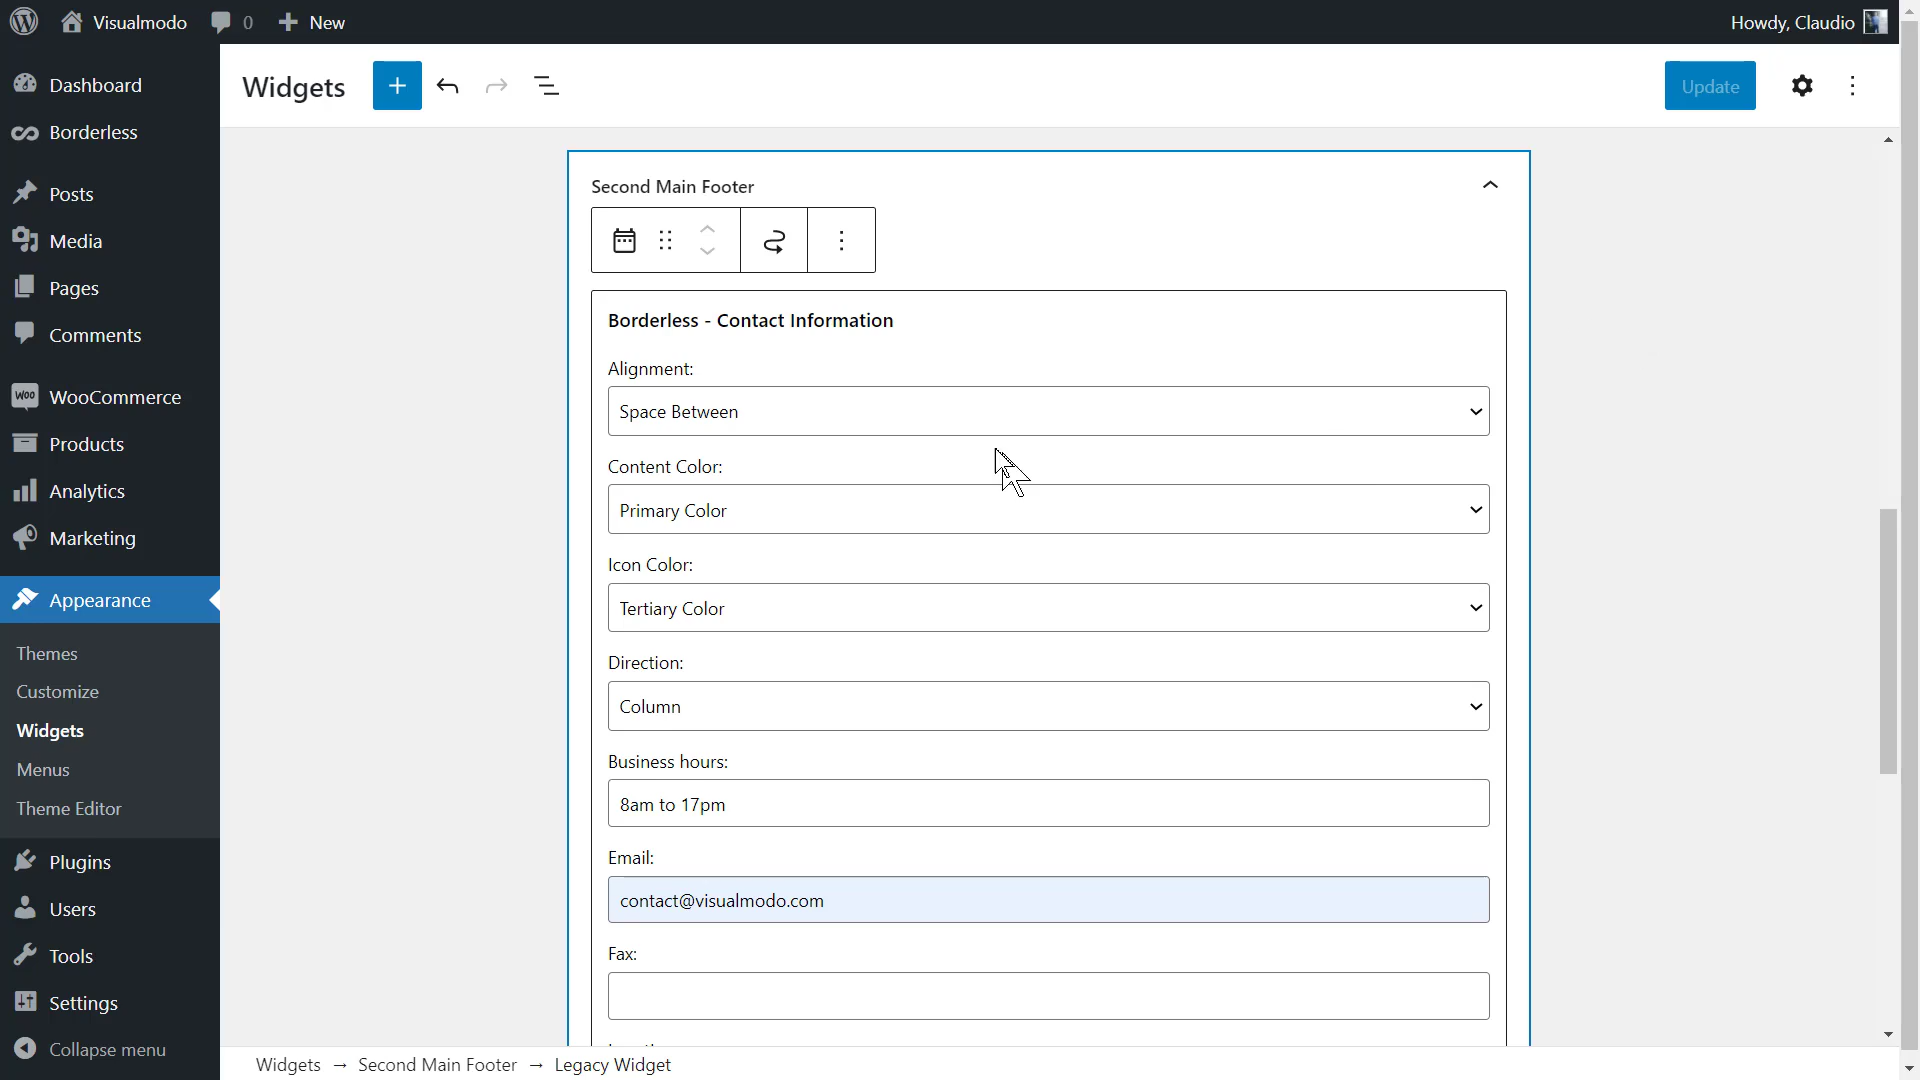 Visualmodo
0
New
Howdy, Claudio
Dashboard
Borderless
Posts
Media
Pages
Comments
WOO
WooCommerce
Products
Analytics
Marketing
Appearance
Themes
Customize
Widgets
Menus
Theme Editor
Plugins
Users
Tools
Settings
Collapse menu
Widgets
Update
Second Main Footer
Borderless - Contact Information
Alignment:
Space Between
Content Color:
Primary Color
Icon Color:
Tertiary Color
Direction:
Column
Business hours:
8am to 17pm
Email:
contact@visualmodo.com
Fax:
Widgets → Second Main Footer → Legacy Widget